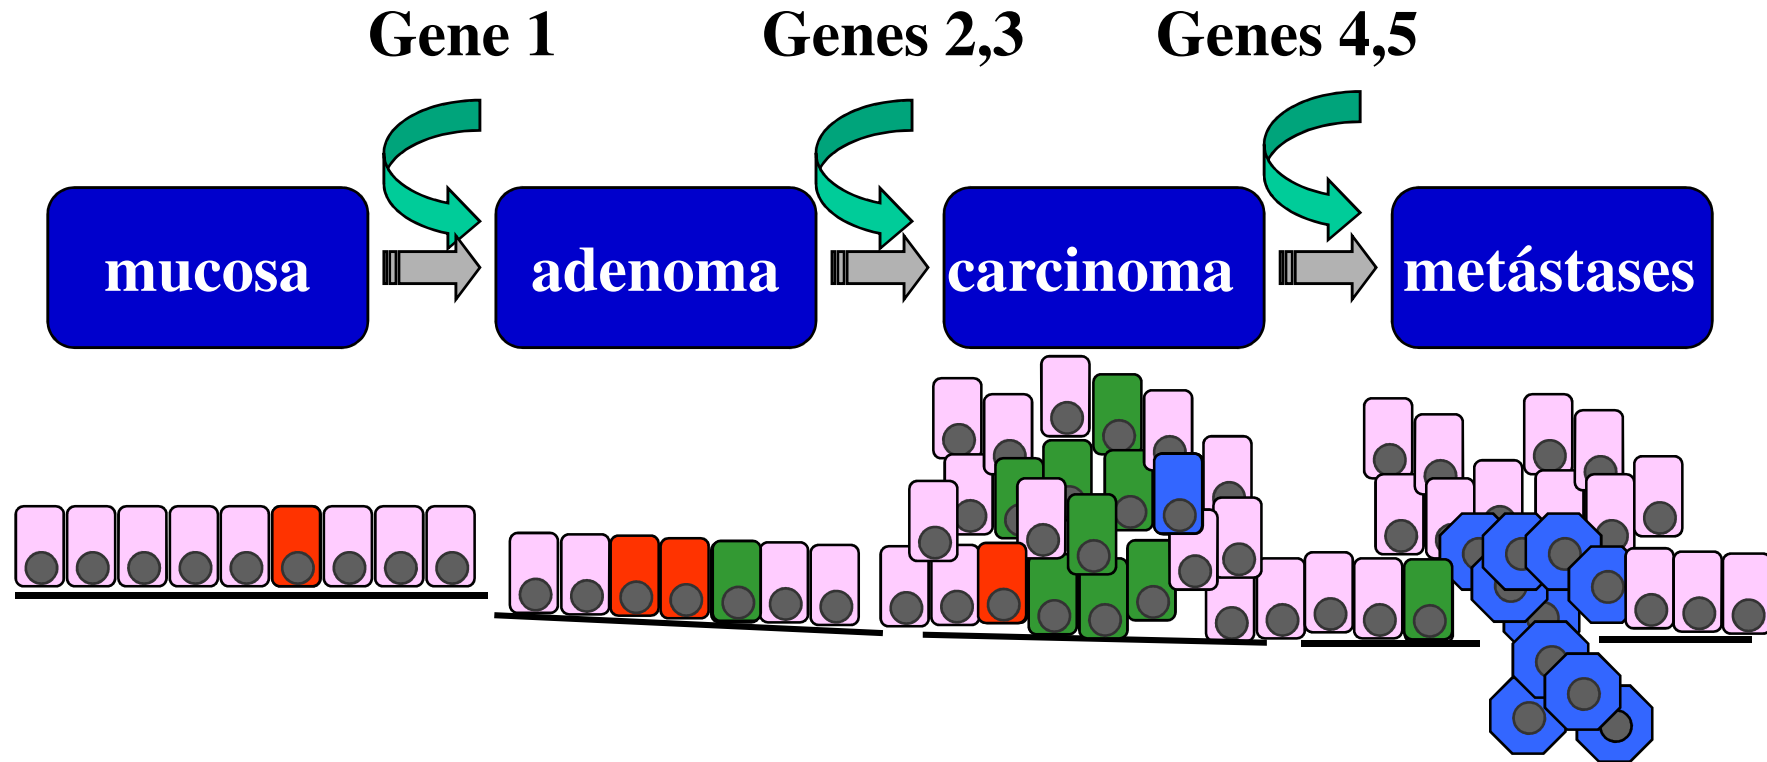 Gene 1
Genes 2,3
Genes 4,5
mucosa
adenoma
carcinoma
metástases